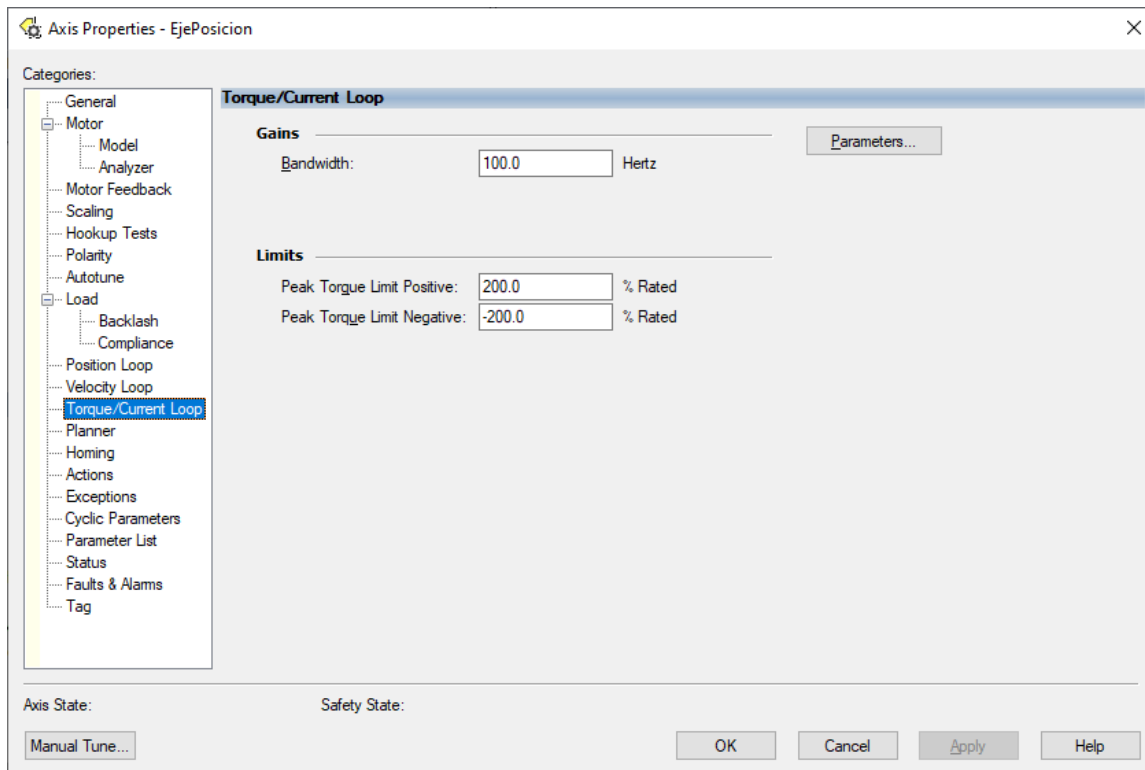 Axis Properties - EjePosicion
Categories:
General
Motor
Model
Analyzer
Motor Feedback
Scaling
Hookup Tests
Polarity
Autotune
Load
Backlash
Compliance
Position Loop
Velocity Loop
Torque/Current Loop
Planner
Homing
Actions
Exceptions
Cyclic Parameters
Parameter List
Status
Faults & Alarms
Tag
Torque/Current Loop
Gains
Parameters...
Bandwidth: 100.0 Hertz
Limits
Peak Torque Limit Positive: 200.0 % Rated
Peak Torque Limit Negative: -200.0 % Rated
Axis State: Safety State:
Manual Tune... OK Cancel Apply Help